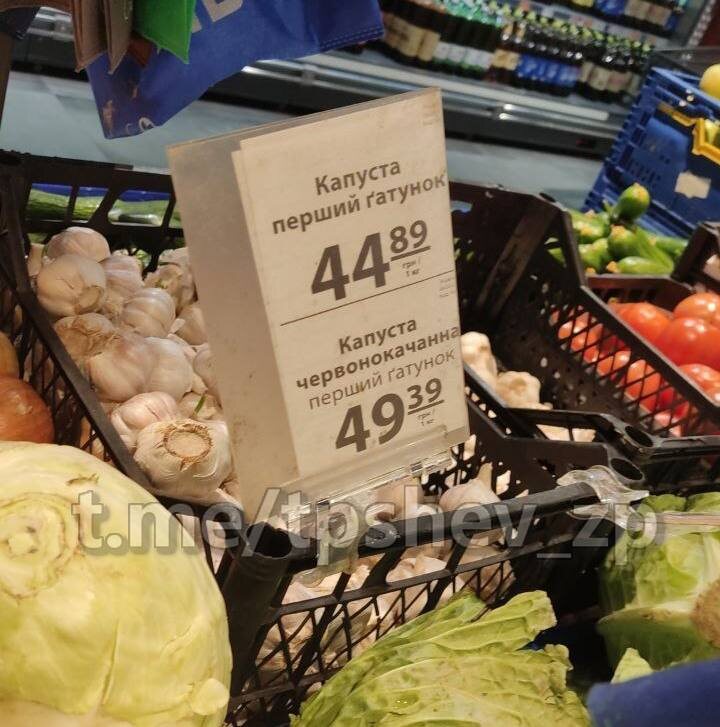 Капуста
перший ґатунок
44 89
грн /
1 кг
Капуста
червонокачанна
перший ґатунок
49 39
грн /
1 кг
t.me/tpshev_zp